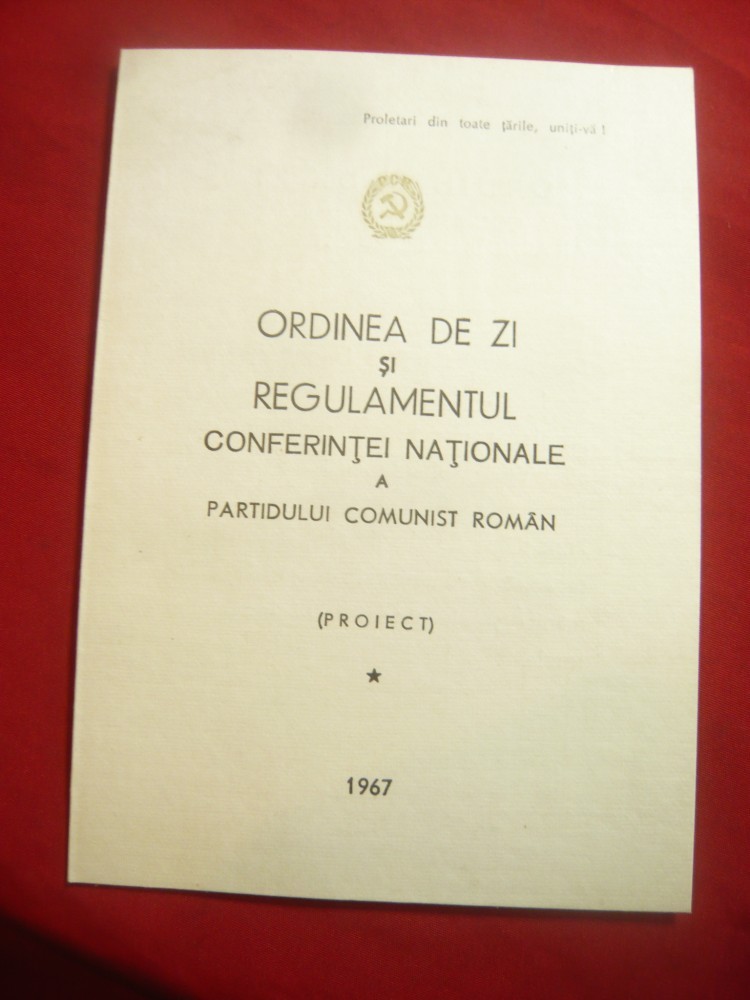 Proletari din toate țările, uniți-vă !
P.C.R.
ORDINEA DE ZI
ȘI
REGULAMENTUL
CONFERINȚEI NAȚIONALE
A
PARTIDULUI COMUNIST ROMÂN
(PROIECT)
★
1967